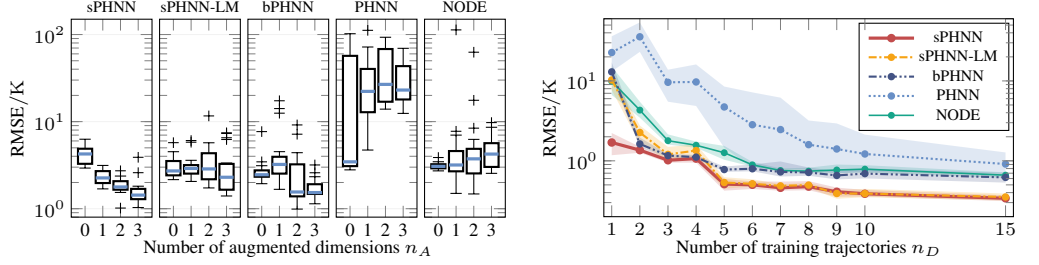 sPHNN sPHNN-LM bPHNN PHNN NODE
RMSE/K
10²
10¹
10⁰
0 1 2 3 0 1 2 3 0 1 2 3 0 1 2 3 0 1 2 3
Number of augmented dimensions n_A
RMSE/K
10¹
10⁰
sPHNN
sPHNN-LM
bPHNN
PHNN
NODE
1 2 3 4 5 6 7 8 9 10 15
Number of training trajectories n_D